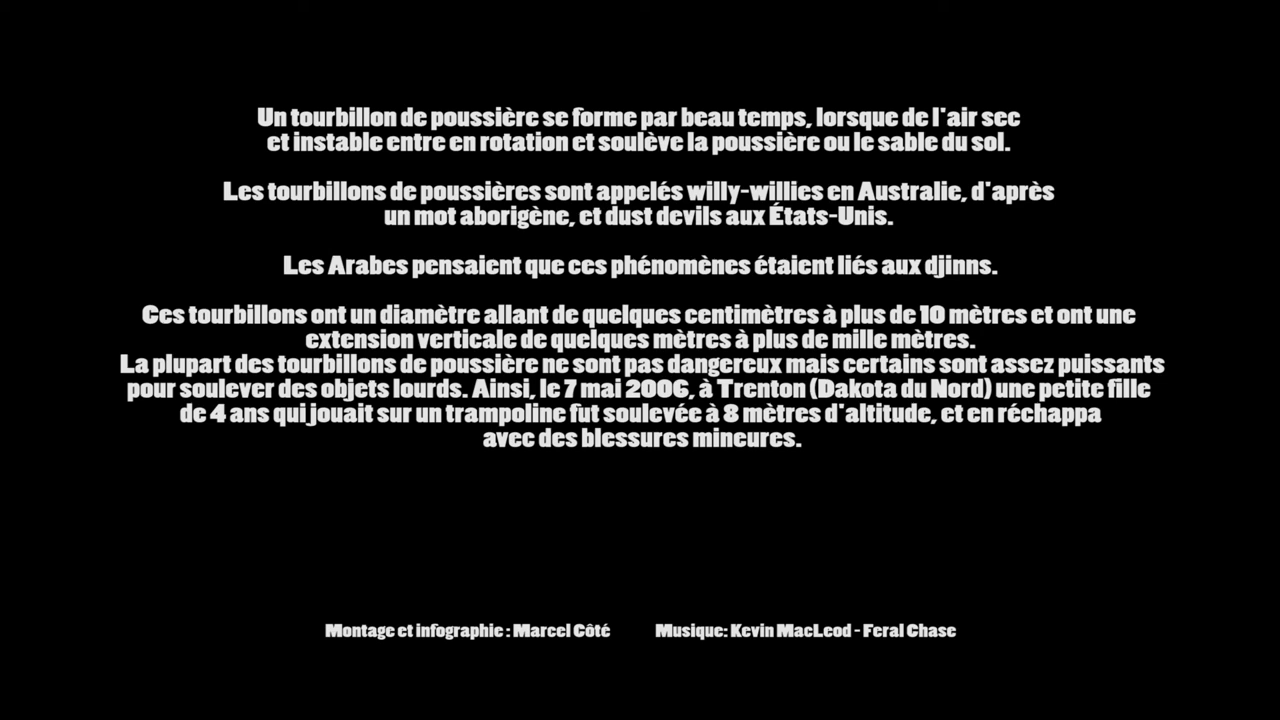 Un tourbillon de poussière se forme par beau temps, lorsque de l'air sec
et instable entre en rotation et soulève la poussière ou le sable du sol.
Les tourbillons de poussières sont appelés willy-willies en Australie, d'après
un mot aborigène, et dust devils aux États-Unis.
Les Arabes pensaient que ces phénomènes étaient liés aux djinns.
Ces tourbillons ont un diamètre allant de quelques centimètres à plus de 10 mètres et ont une
extension verticale de quelques mètres à plus de mille mètres.
La plupart des tourbillons de poussière ne sont pas dangereux mais certains sont assez puissants
pour soulever des objets lourds. Ainsi, le 7 mai 2006, à Trenton (Dakota du Nord) une petite fille
de 4 ans qui jouait sur un trampoline fut soulevée à 8 mètres d'altitude, et en réchappa
avec des blessures mineures.
Montage et infographie : Marcel Côté Musique: Kevin MacLeod - Feral Chase